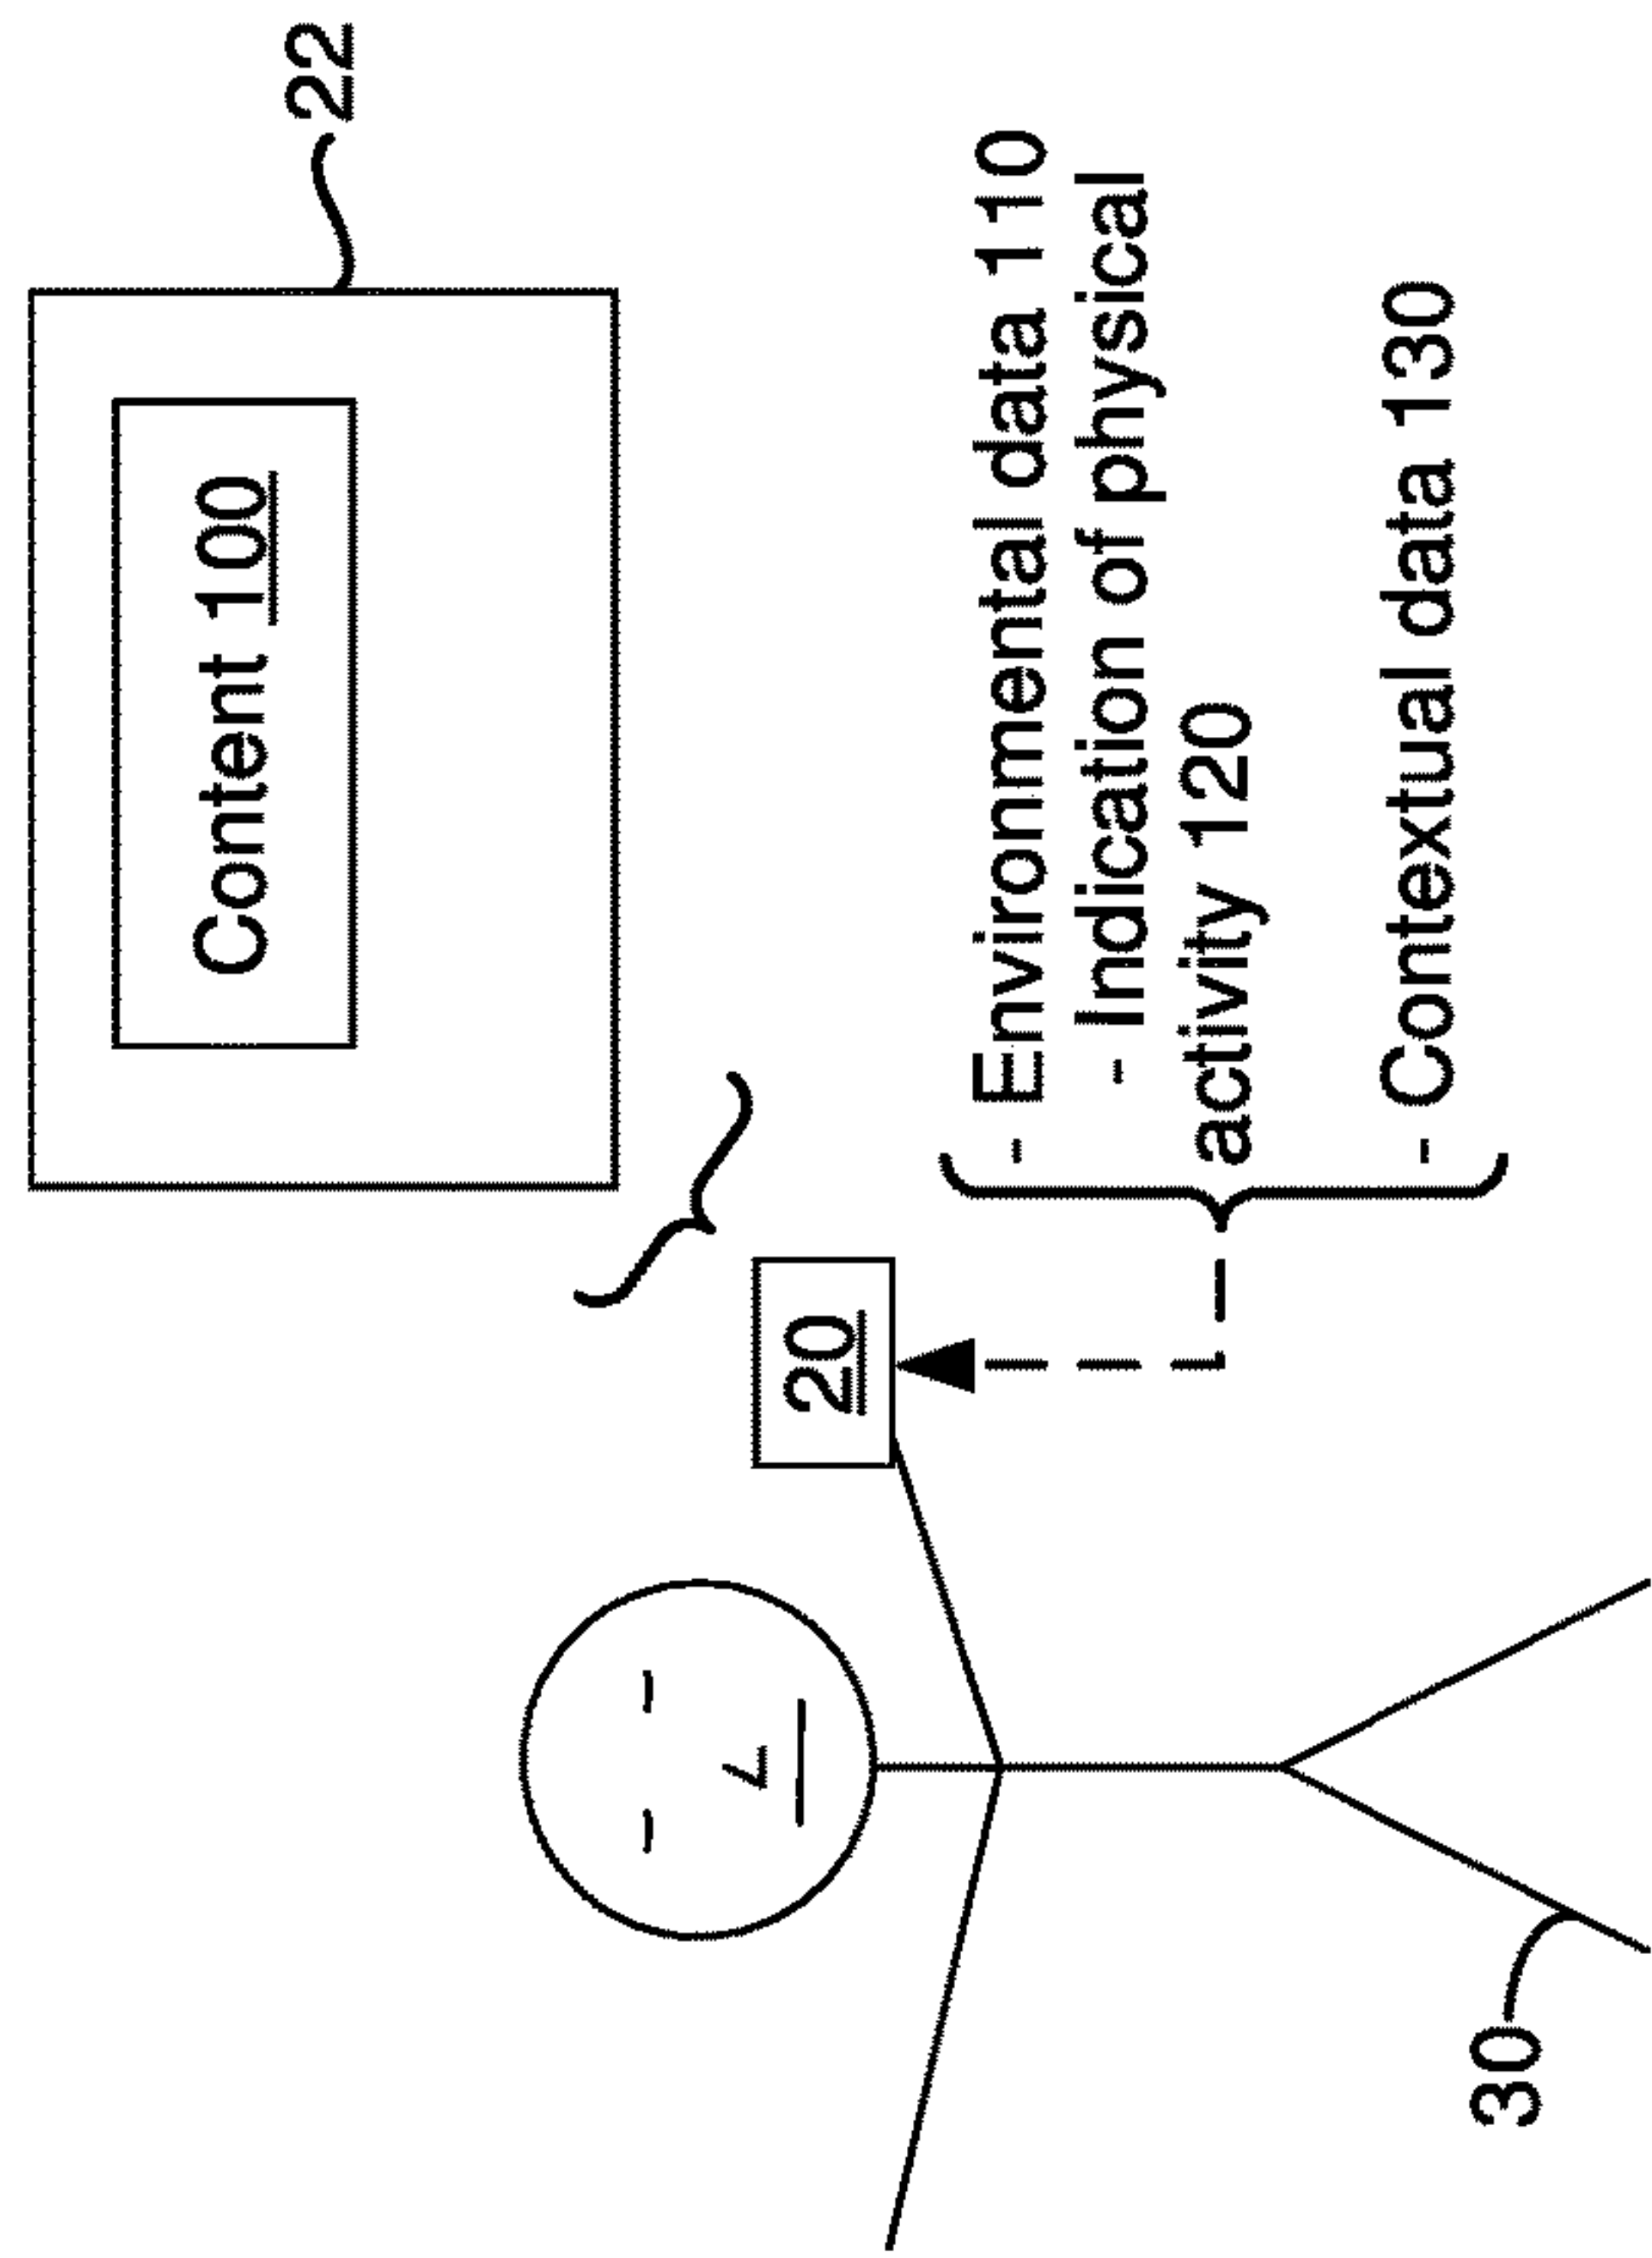 22
Content 100
20
- Environmental data 110
- Indication of physical
activity 120
- Contextual data 130
30